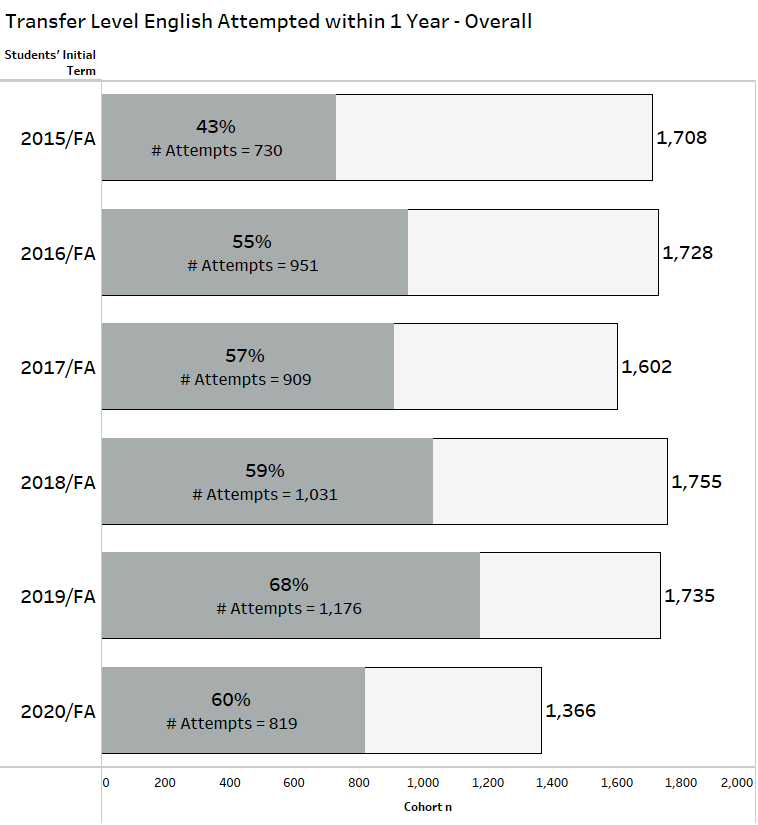 Transfer Level English Attempted within 1 Year - Overall
Students’ Initial
Term
2015/FA
43%
# Attempts = 730
1,708
2016/FA
55%
# Attempts = 951
1,728
2017/FA
57%
# Attempts = 909
1,602
2018/FA
59%
# Attempts = 1,031
1,755
2019/FA
68%
# Attempts = 1,176
1,735
2020/FA
60%
# Attempts = 819
1,366
0 200 400 600 800 1,000 1,200 1,400 1,600 1,800 2,000
Cohort n